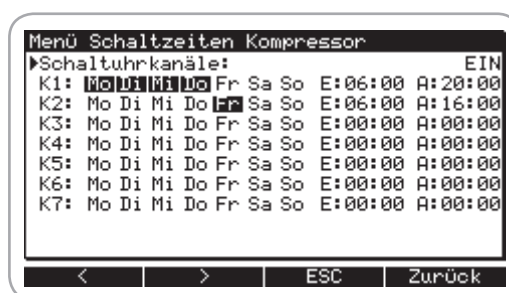 Menü Schaltzeiten Kompressor
▶Schaltuhrkanäle: EIN
K1: Mo Di Mi Do Fr Sa So E:06:00 A:20:00
K2: Mo Di Mi Do Fr Sa So E:06:00 A:16:00
K3: Mo Di Mi Do Fr Sa So E:00:00 A:00:00
K4: Mo Di Mi Do Fr Sa So E:00:00 A:00:00
K5: Mo Di Mi Do Fr Sa So E:00:00 A:00:00
K6: Mo Di Mi Do Fr Sa So E:00:00 A:00:00
K7: Mo Di Mi Do Fr Sa So E:00:00 A:00:00
< > ESC Zurück